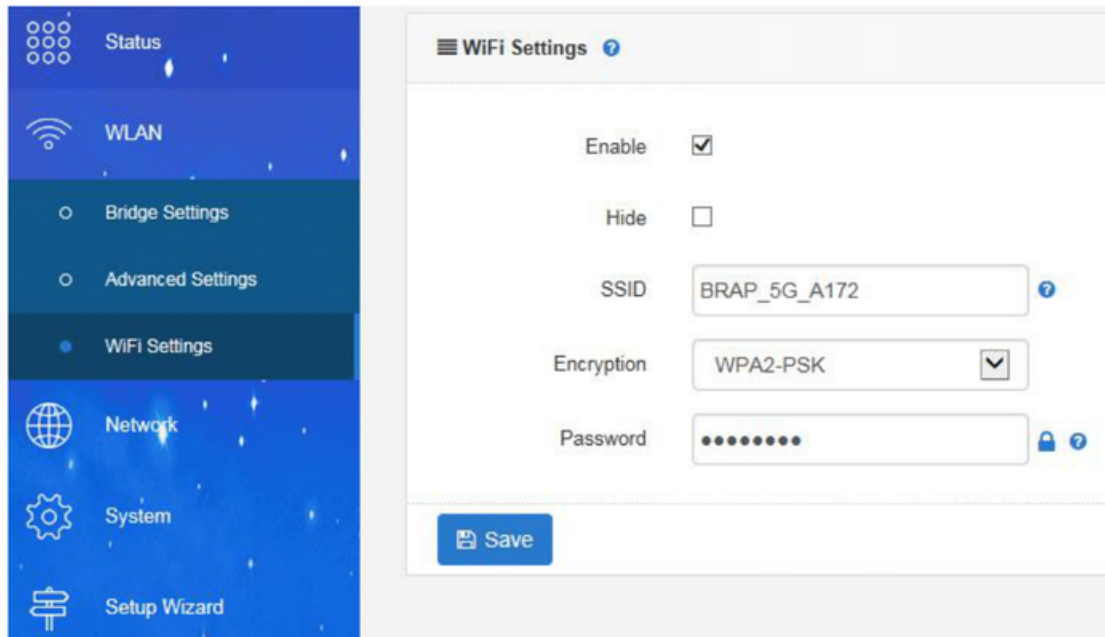 Status
WLAN
Bridge Settings
Advanced Settings
WiFi Settings
Network
System
Setup Wizard
WiFi Settings
Enable
Hide
SSID BRAP_5G_A172
Encryption WPA2-PSK
Password ••••••••
Save